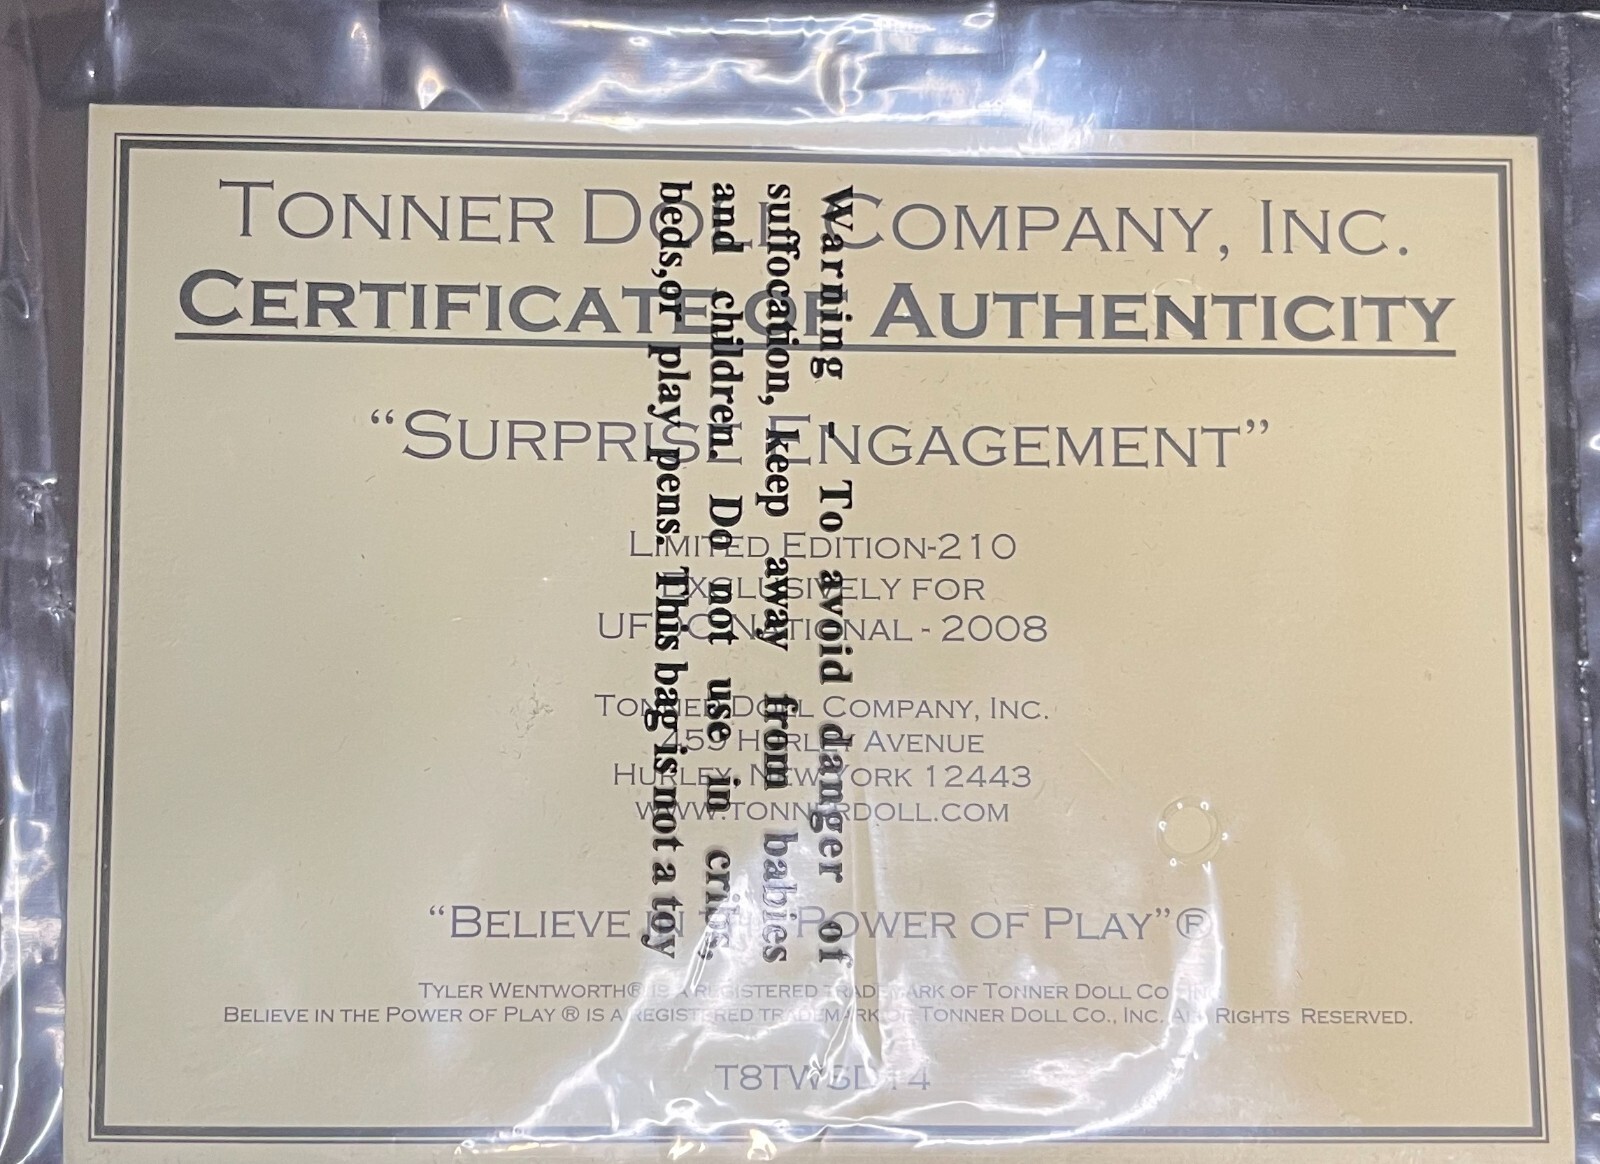 TONNER DOLL COMPANY, INC.
CERTIFICATE OF AUTHENTICITY
“SURPRISE ENGAGEMENT”
LIMITED EDITION-210
EXCLUSIVELY FOR
UFDC NATIONAL - 2008
TONNER DOLL COMPANY, INC.
459 HURLEY AVENUE
HURLEY, NEW YORK 12443
WWW.TONNERDOLL.COM
“BELIEVE IN THE POWER OF PLAY”®
TYLER WENTWORTH® IS A REGISTERED TRADEMARK OF TONNER DOLL CO., INC.
BELIEVE IN THE POWER OF PLAY ® IS A REGISTERED TRADEMARK OF TONNER DOLL CO., INC. ALL RIGHTS RESERVED.
T8TWSD14
Warning - To avoid danger of
suffocation, keep away from babies
and children. Do not use in cribs,
beds,or play pens. This bag is not a toy